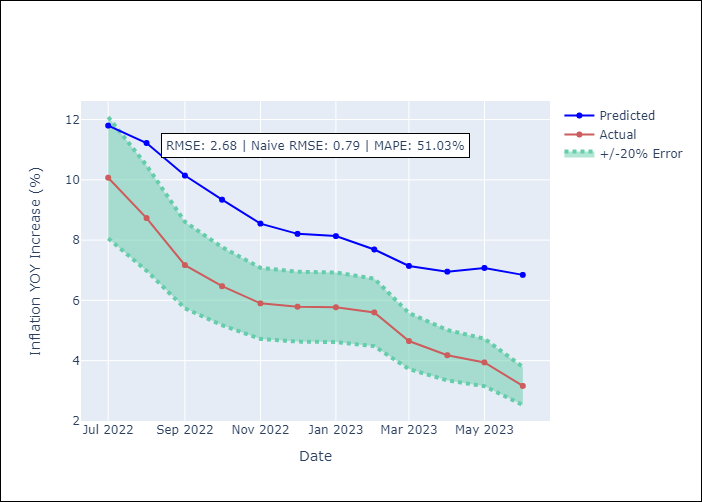 RMSE: 2.68 | Naive RMSE: 0.79 | MAPE: 51.03%
Predicted
Actual
+/-20% Error
Inflation YOY Increase (%)
12
10
8
6
4
2
Jul 2022 Sep 2022 Nov 2022 Jan 2023 Mar 2023 May 2023
Date